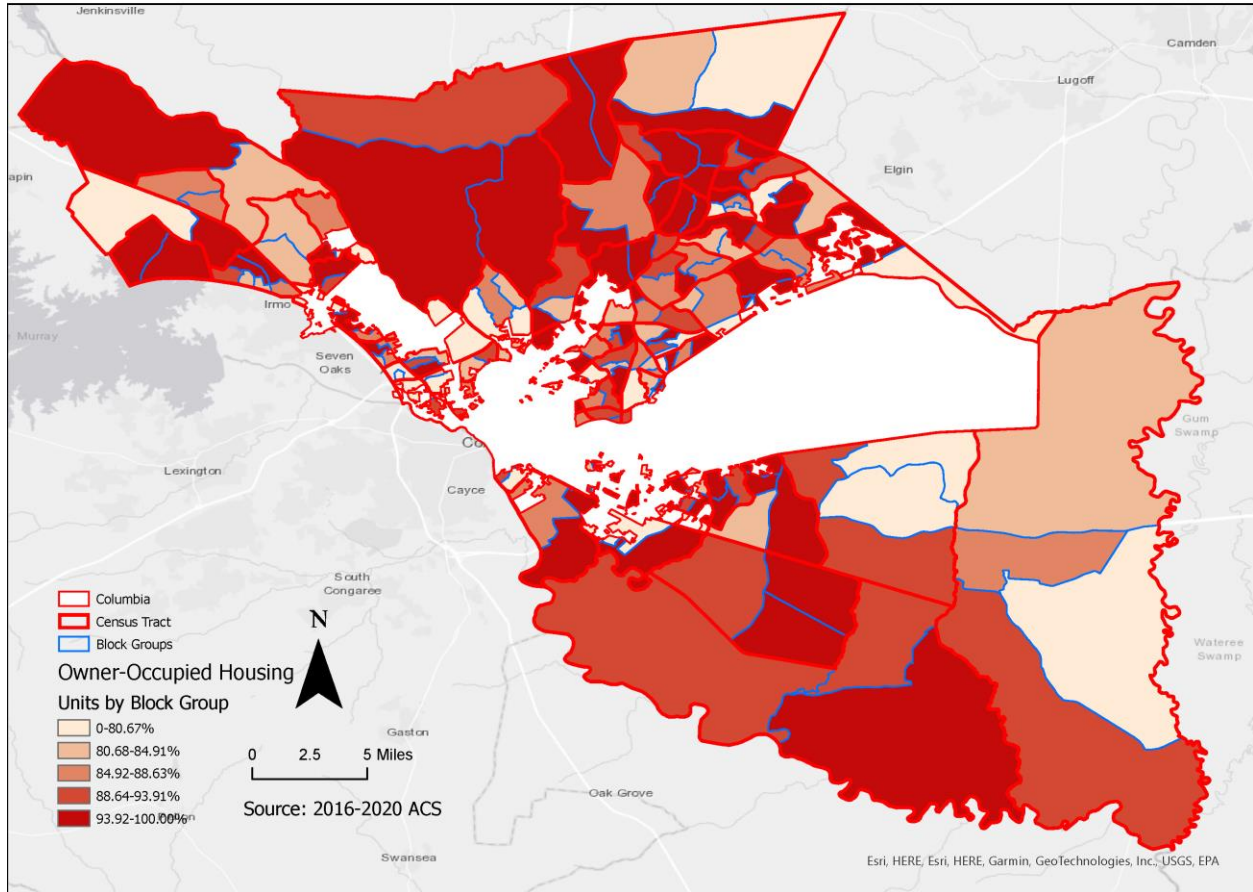 Jenkinsville
Camden
Lugoff
Elgin
apin
Irmo
Murray
Seven
Oaks
Gum
Swamp
Co
Lexington
Cayce
South
Congaree
Wateree
Swamp
Gaston
Oak Grove
Swansea
Columbia
Census Tract
Block Groups
N
Owner-Occupied Housing
Units by Block Group
0-80.67%
80.68-84.91%
84.92-88.63%
88.64-93.91%
93.92-100.00%
0 2.5 5 Miles
Source: 2016-2020 ACS
Esri, HERE, Esri, HERE, Garmin, GeoTechnologies, Inc., USGS, EPA